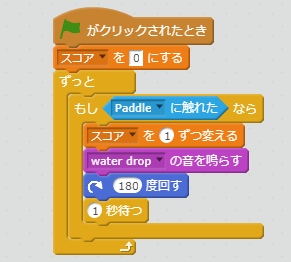 がクリックされたとき
スコア を 0 にする
ずっと
もし Paddle に触れた なら
スコア を 1 ずつ変える
water drop の音を鳴らす
180 度回す
1 秒待つ